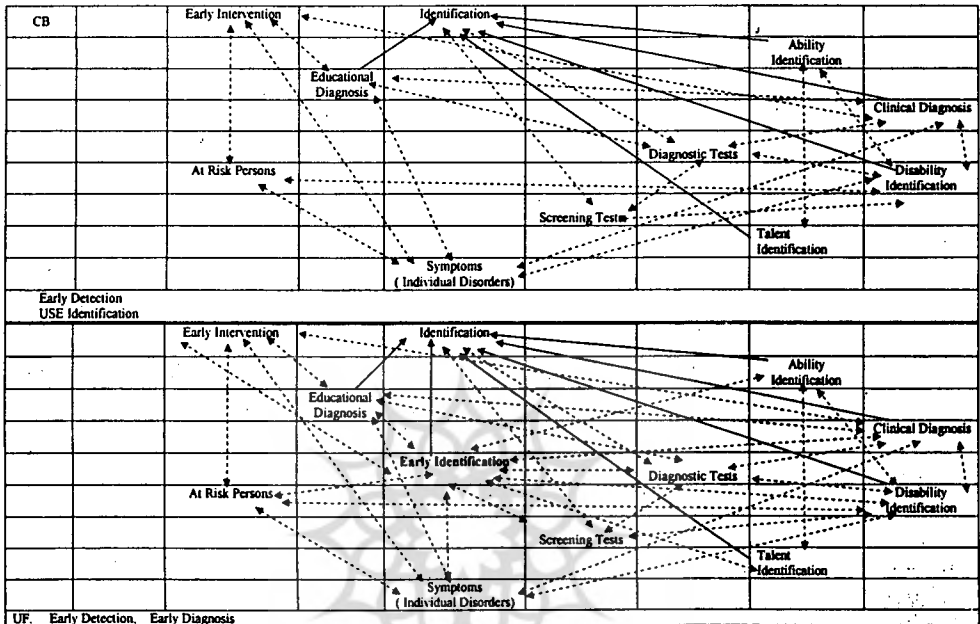 CB
Early Intervention
Identification
Ability
Identification
Educational
Diagnosis
Clinical Diagnosis
Diagnostic Tests
At Risk Persons
Disability
Identification
Screening Tests
Talent
Identification
Symptoms
( Individual Disorders)
Early Detection
USE Identification
Early Intervention
Identification
Ability
Identification
Educational
Diagnosis
Clinical Diagnosis
Early Identification
Diagnostic Tests
At Risk Persons
Disability
Identification
Screening Tests
Talent
Identification
Symptoms
( Individual Disorders)
UF. Early Detection, Early Diagnosis